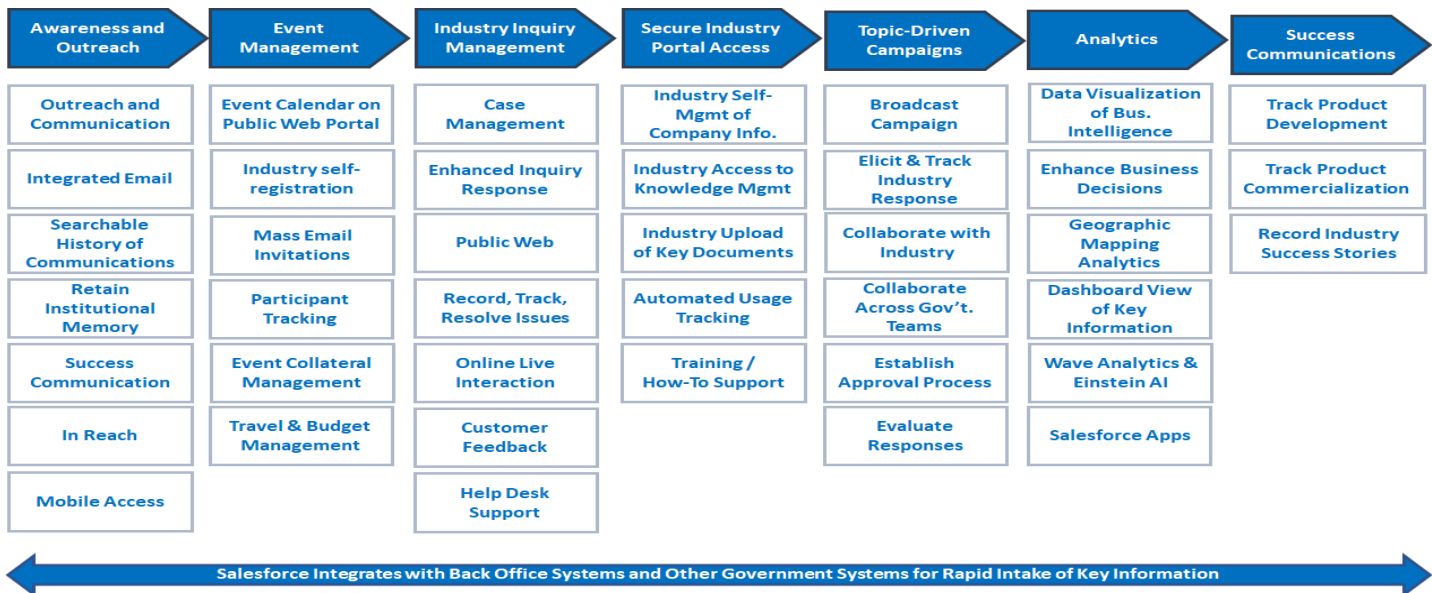 Awareness and
Outreach
Event
Management
Industry Inquiry
Management
Secure Industry
Portal Access
Topic-Driven
Campaigns
Analytics
Success
Communications
Outreach and
Communication
Integrated Email
Searchable
History of
Communications
Retain
Institutional
Memory
Success
Communication
In Reach
Mobile Access
Event Calendar on
Public Web Portal
Industry self-
registration
Mass Email
Invitations
Participant
Tracking
Event Collateral
Management
Travel & Budget
Management
Case
Management
Enhanced Inquiry
Response
Public Web
Record, Track,
Resolve Issues
Online Live
Interaction
Customer
Feedback
Help Desk
Support
Industry Self-
Mgmt of
Company Info.
Industry Access to
Knowledge Mgmt
Industry Upload
of Key Documents
Automated Usage
Tracking
Training /
How-To Support
Broadcast
Campaign
Elicit & Track
Industry
Response
Collaborate with
Industry
Collaborate
Across Gov’t.
Teams
Establish
Approval Process
Evaluate
Responses
Data Visualization
of Bus.
Intelligence
Enhance Business
Decisions
Geographic
Mapping
Analytics
Dashboard View
of Key
Information
Wave Analytics &
Einstein AI
Salesforce Apps
Track Product
Development
Track Product
Commercialization
Record Industry
Success Stories
Salesforce Integrates with Back Office Systems and Other Government Systems for Rapid Intake of Key Information